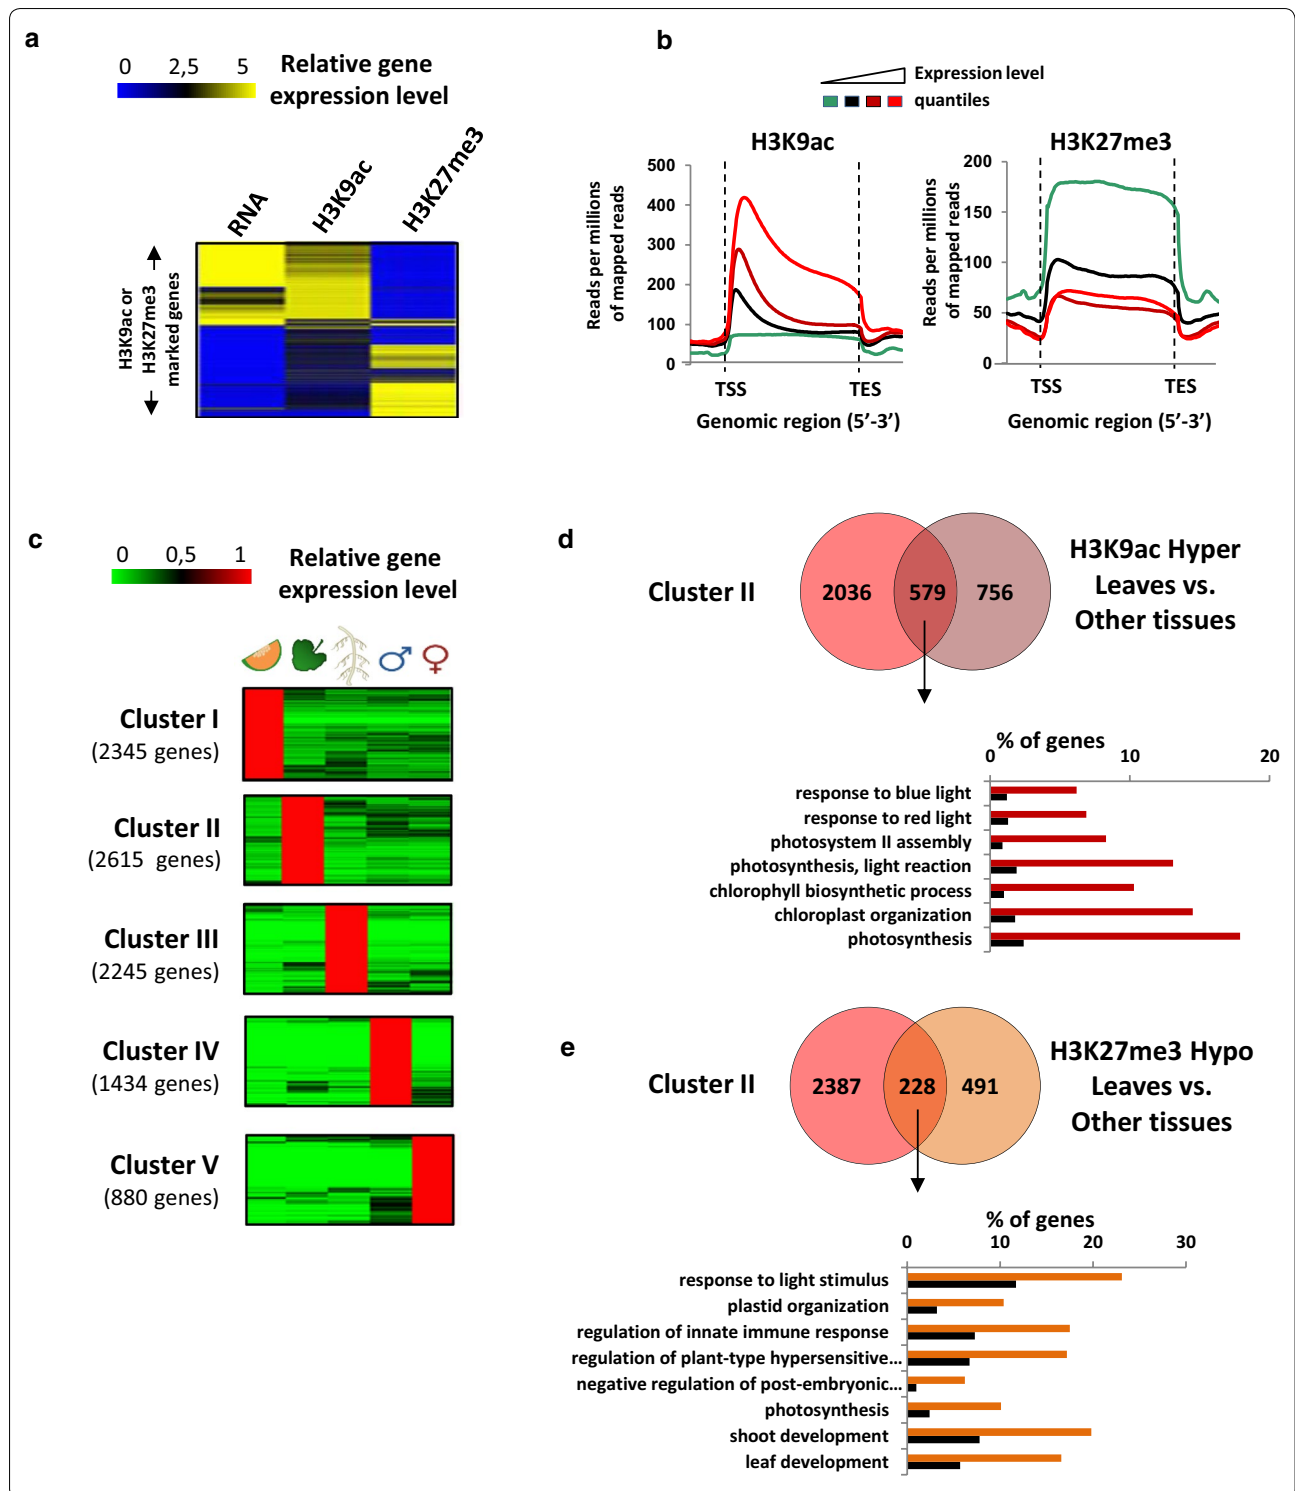 a
0 2,5 5
Relative gene
expression level
RNA
H3K9ac
H3K27me3
H3K9ac or
H3K27me3
marked genes
b
Expression level
quantiles
H3K9ac
Reads per millions
of mapped reads
500
400
300
200
100
0
TSS
TES
Genomic region (5’-3’)
H3K27me3
Reads per millions
of mapped reads
200
150
100
50
0
TSS
TES
Genomic region (5’-3’)
c
0 0,5 1
Relative gene
expression level
♂ ♀
Cluster I
(2345 genes)
Cluster II
(2615 genes)
Cluster III
(2245 genes)
Cluster IV
(1434 genes)
Cluster V
(880 genes)
d
Cluster II
2036 579 756
H3K9ac Hyper
Leaves vs.
Other tissues
% of genes
0 10 20
response to blue light
response to red light
photosystem II assembly
photosynthesis, light reaction
chlorophyll biosynthetic process
chloroplast organization
photosynthesis
e
Cluster II
2387 228 491
H3K27me3 Hypo
Leaves vs.
Other tissues
% of genes
0 10 20 30
response to light stimulus
plastid organization
regulation of innate immune response
regulation of plant-type hypersensitive...
negative regulation of post-embryonic...
photosynthesis
shoot development
leaf development